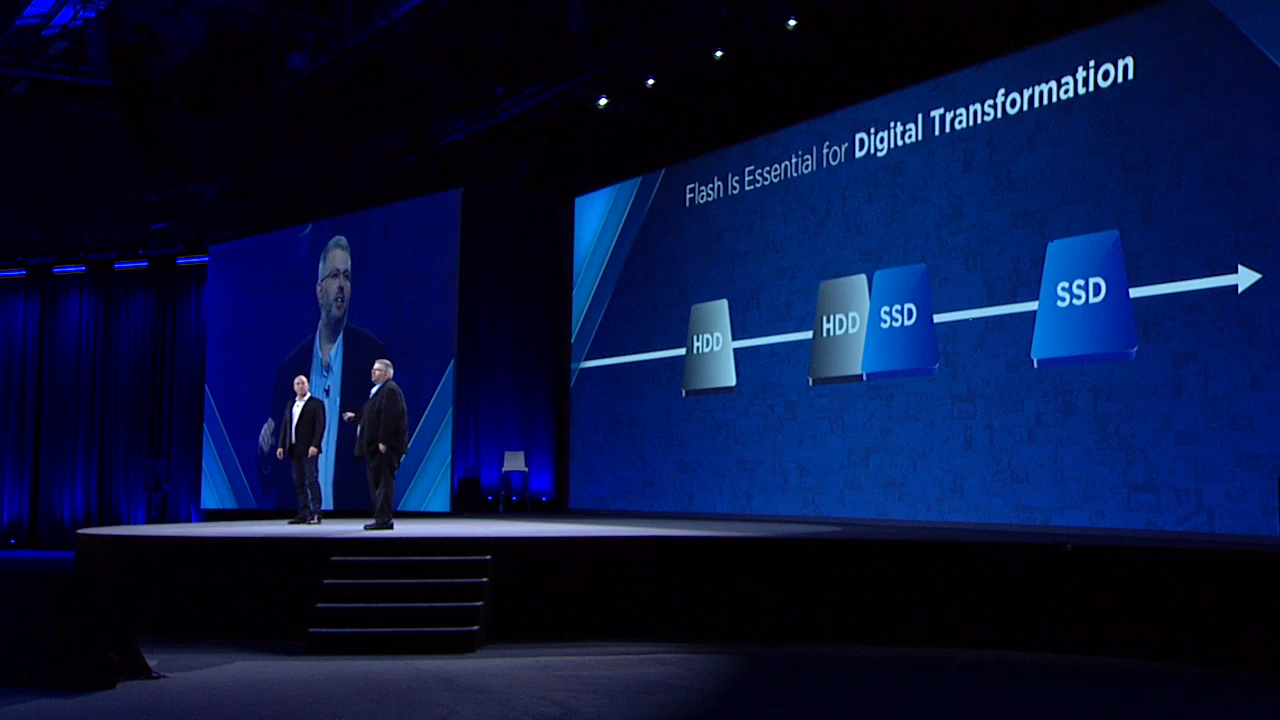 Flash Is Essential for Digital Transformation
HDD
HDD SSD
SSD